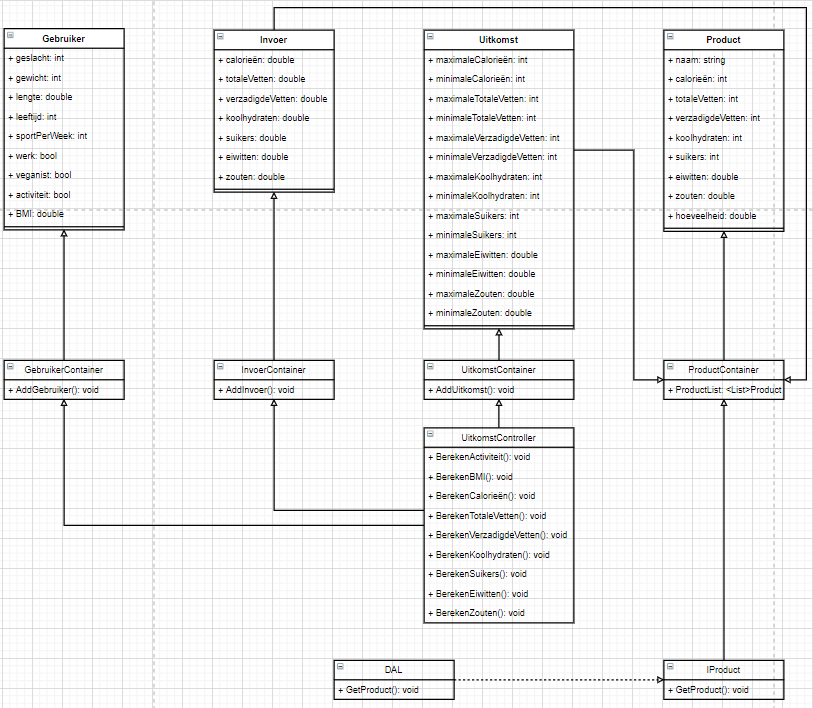 Gebruiker
+ geslacht: int
+ gewicht: int
+ lengte: double
+ leeftijd: int
+ sportPerWeek: int
+ werk: bool
+ veganist: bool
+ activiteit: bool
+ BMI: double
Invoer
+ calorieën: double
+ totaleVetten: double
+ verzadigdeVetten: double
+ koolhydraten: double
+ suikers: double
+ eiwitten: double
+ zouten: double
Uitkomst
+ maximaleCalorieën: int
+ minimaleCalorieën: int
+ maximaleTotaleVetten: int
+ minimaleTotaleVetten: int
+ maximaleVerzadigdeVetten: int
+ minimaleVerzadigdeVetten: int
+ maximaleKoolhydraten: int
+ minimaleKoolhydraten: int
+ maximaleSuikers: int
+ minimaleSuikers: int
+ maximaleEiwitten: double
+ minimaleEiwitten: double
+ maximaleZouten: double
+ minimaleZouten: double
Product
+ naam: string
+ calorieën: int
+ totaleVetten: int
+ verzadigdeVetten: int
+ koolhydraten: int
+ suikers: int
+ eiwitten: double
+ zouten: double
+ hoeveelheid: double
GebruikerContainer
+ AddGebruiker(): void
InvoerContainer
+ AddInvoer(): void
UitkomstContainer
+ AddUitkomst(): void
ProductContainer
+ ProductList: <List>Product
UitkomstController
+ BerekenActiviteit(): void
+ BerekenBMI(): void
+ BerekenCalorieën(): void
+ BerekenTotaleVetten(): void
+ BerekenVerzadigdeVetten(): void
+ BerekenKoolhydraten(): void
+ BerekenSuikers(): void
+ BerekenEiwitten(): void
+ BerekenZouten(): void
DAL
+ GetProduct(): void
IProduct
+ GetProduct(): void